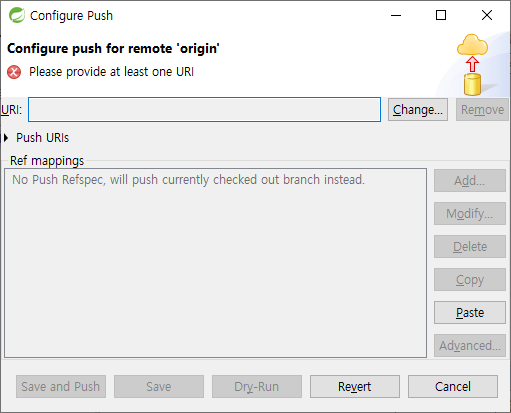 Configure Push
Configure push for remote 'origin'
Please provide at least one URI
URI:
Change...
Remove
Push URIs
Ref mappings
No Push Refspec, will push currently checked out branch instead.
Add...
Modify...
Delete
Copy
Paste
Advanced...
Save and Push
Save
Dry-Run
Revert
Cancel